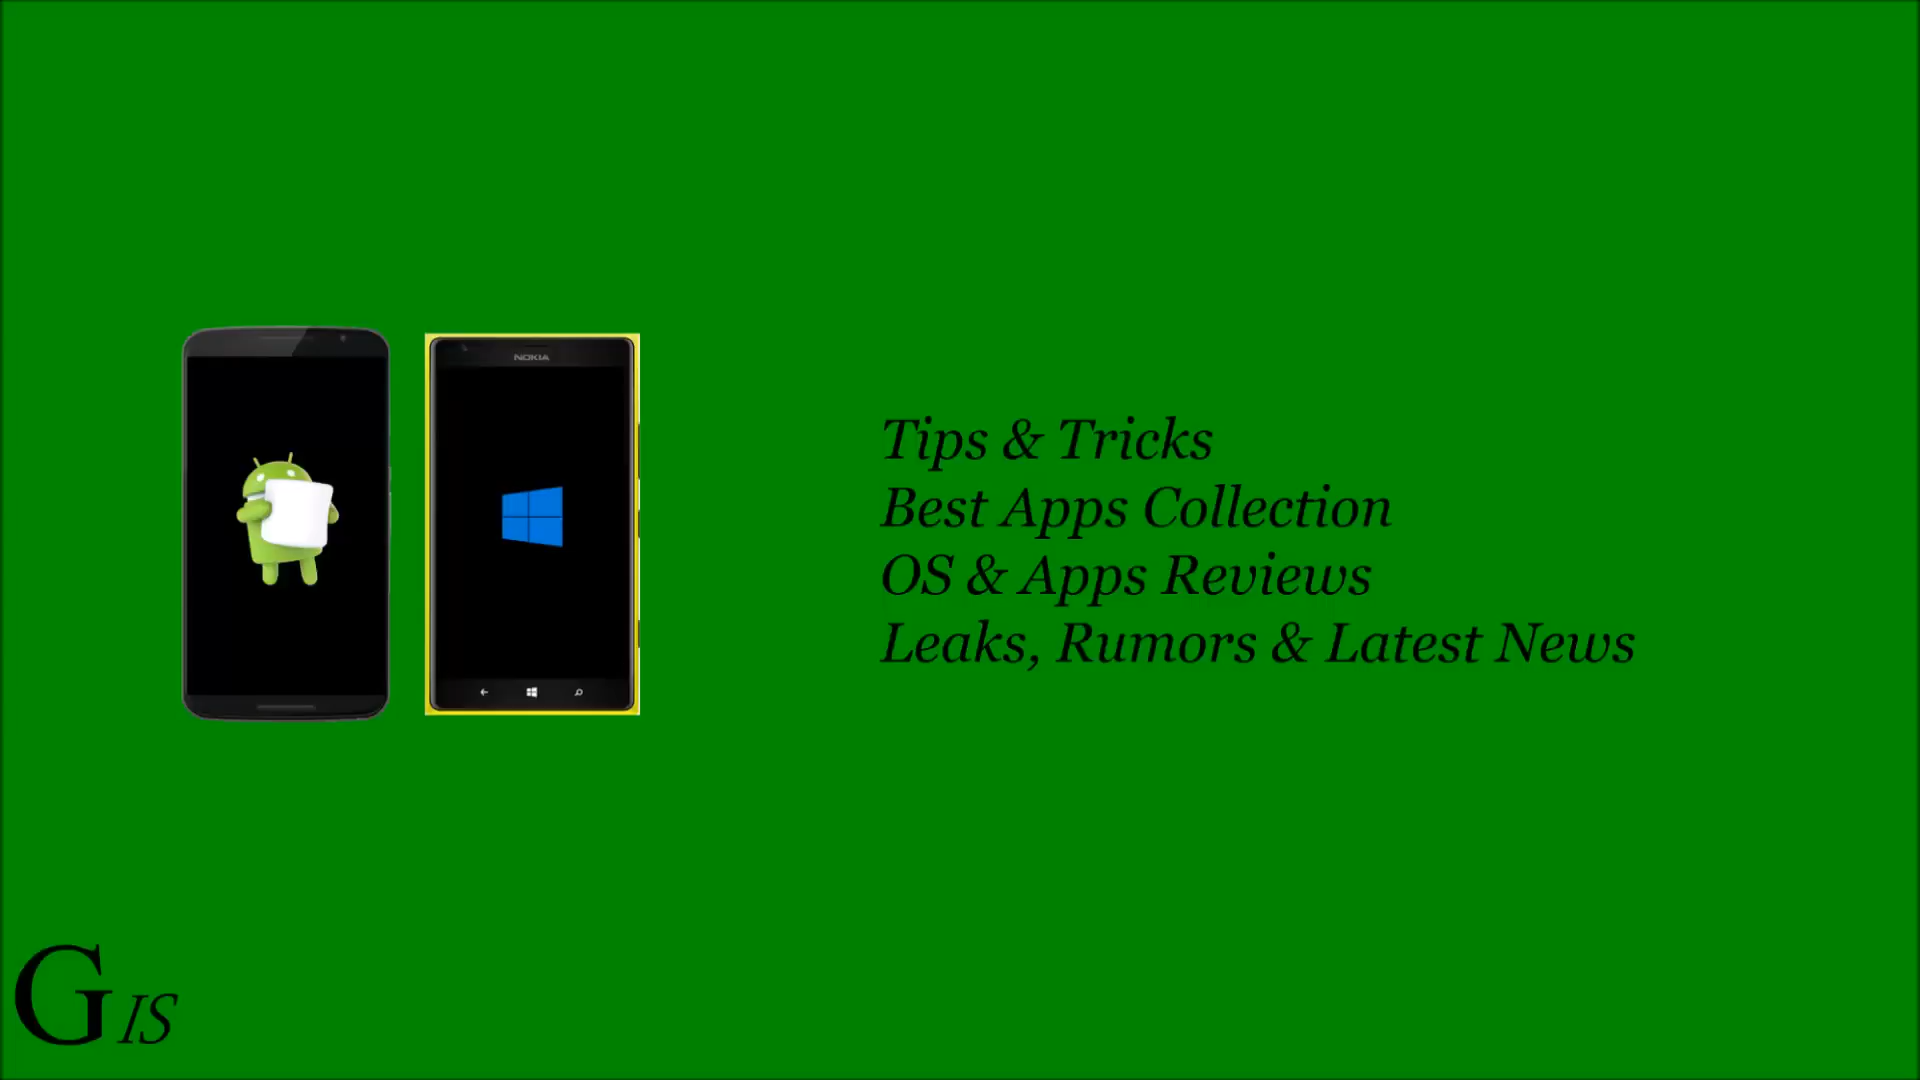 NOKIA
Tips & Tricks
Best Apps Collection
OS & Apps Reviews
Leaks, Rumors & Latest News
G IS